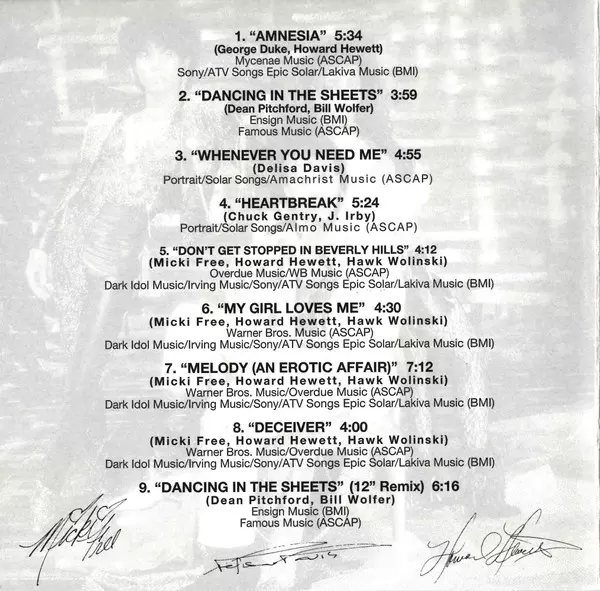 1. “AMNESIA” 5:34
(George Duke, Howard Hewett)
Mycenae Music (ASCAP)
Sony/ATV Songs Epic Solar/Lakiva Music (BMI)
2. “DANCING IN THE SHEETS” 3:59
(Dean Pitchford, Bill Wolfer)
Ensign Music (BMI)
Famous Music (ASCAP)
3. “WHENEVER YOU NEED ME” 4:55
(Delisa Davis)
Portrait/Solar Songs/Amachrist Music (ASCAP)
4. “HEARTBREAK” 5:24
(Chuck Gentry, J. Irby)
Portrait/Solar Songs/Almo Music (ASCAP)
5. “DON’T GET STOPPED IN BEVERLY HILLS” 4:12
(Micki Free, Howard Hewett, Hawk Wolinski)
Overdue Music/WB Music (ASCAP)
Dark Idol Music/Irving Music/Sony/ATV Songs Epic Solar/Lakiva Music (BMI)
6. “MY GIRL LOVES ME” 4:30
(Micki Free, Howard Hewett, Hawk Wolinski)
Warner Bros. Music (ASCAP)
Dark Idol Music/Irving Music/Sony/ATV Songs Epic Solar/Lakiva Music (BMI)
7. “MELODY (AN EROTIC AFFAIR)” 7:12
(Micki Free, Howard Hewett, Hawk Wolinski)
Warner Bros. Music/Overdue Music (ASCAP)
Dark Idol Music/Irving Music/Sony/ATV Songs Epic Solar/Lakiva Music (BMI)
8. “DECEIVER” 4:00
(Micki Free, Howard Hewett, Hawk Wolinski)
Warner Bros. Music/Overdue Music (ASCAP)
Dark Idol Music/Irving Music/Sony/ATV Songs Epic Solar/Lakiva Music (BMI)
9. “DANCING IN THE SHEETS” (12” Remix) 6:16
(Dean Pitchford, Bill Wolfer)
Ensign Music (BMI)
Famous Music (ASCAP)
Micki Free